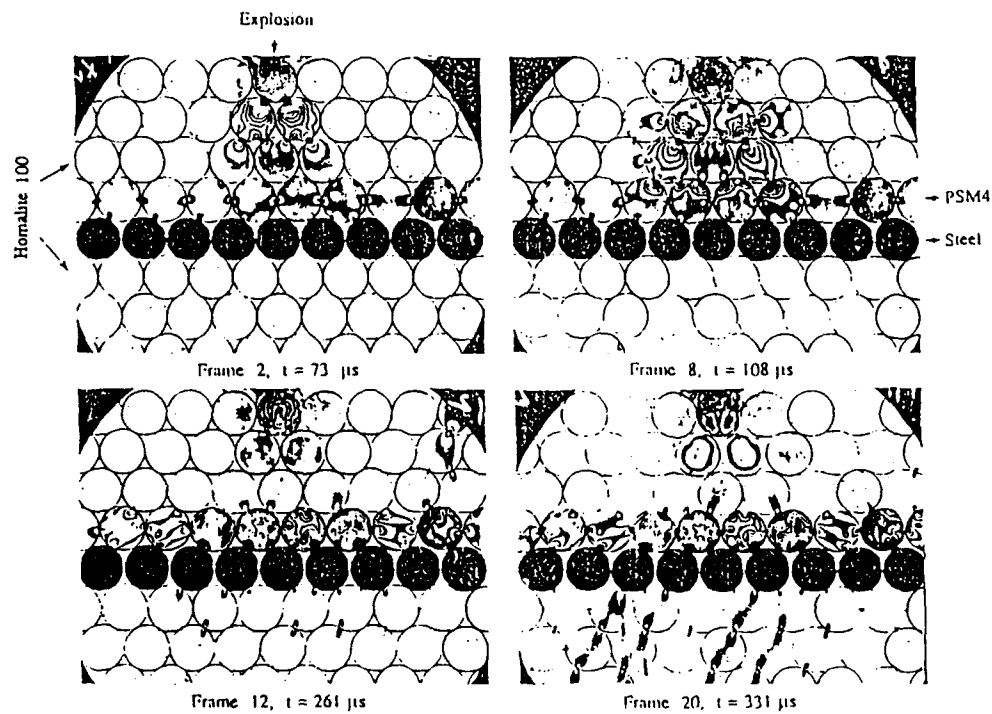 Explosion
Homalite 100
PSM4
Steel
Frame 2, t = 73 µs
Frame 8, t = 108 µs
Frame 12, t = 261 µs
Frame 20, t = 331 µs